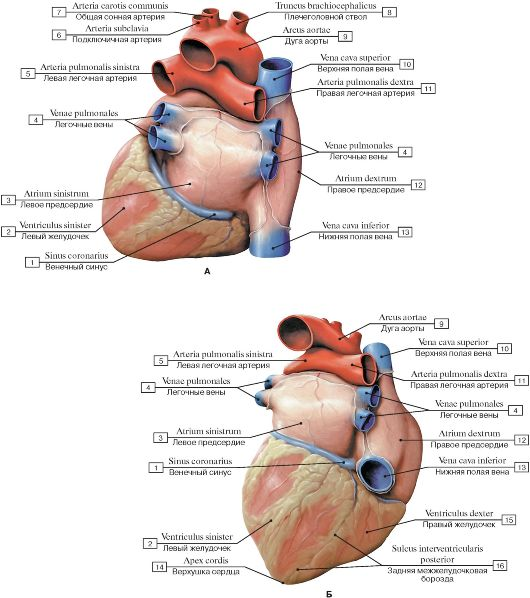 7 Arteria carotis communis
Общая сонная артерия
Truncus brachiocephalicus 8
Плечеголовной ствол
6 Arteria subclavia
Подключичная артерия
Arcus aortae 9
Дуга аорты
5 Arteria pulmonalis sinistra
Левая легочная артерия
Vena cava superior 10
Верхняя полая вена
Arteria pulmonalis dextra 11
Правая легочная артерия
4 Venae pulmonales
Легочные вены
Venae pulmonales 4
Легочные вены
3 Atrium sinistrum
Левое предсердие
Atrium dextrum 12
Правое предсердие
2 Ventriculus sinister
Левый желудочек
Vena cava inferior 13
Нижняя полая вена
1 Sinus coronarius
Венечный синус
А
Arcus aortae 9
Дуга аорты
5 Arteria pulmonalis sinistra
Левая легочная артерия
Vena cava superior 10
Верхняя полая вена
4 Venae pulmonales
Легочные вены
Arteria pulmonalis dextra 11
Правая легочная артерия
Venae pulmonales 4
Легочные вены
3 Atrium sinistrum
Левое предсердие
Atrium dextrum 12
Правое предсердие
1 Sinus coronarius
Венечный синус
Vena cava inferior 13
Нижняя полая вена
Ventriculus dexter 15
Правый желудочек
2 Ventriculus sinister
Левый желудочек
Sulcus interventricularis
posterior 16
Задняя межжелудочковая
борозда
14 Apex cordis
Верхушка сердца
Б